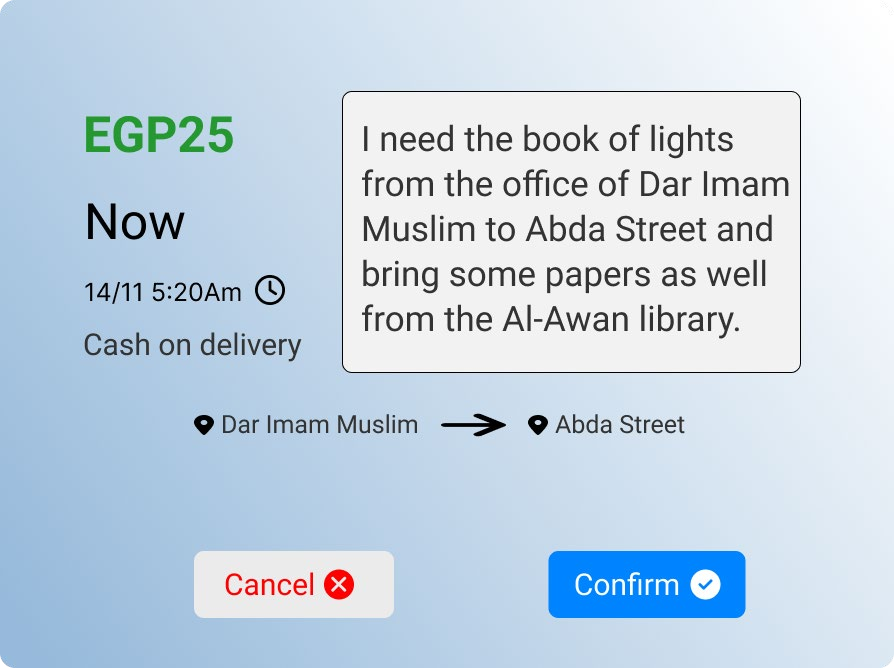 EGP25
Now
14/11 5:20Am
Cash on delivery
I need the book of lights
from the office of Dar Imam
Muslim to Abda Street and
bring some papers as well
from the Al-Awan library.
Dar Imam Muslim
Abda Street
Cancel
Confirm